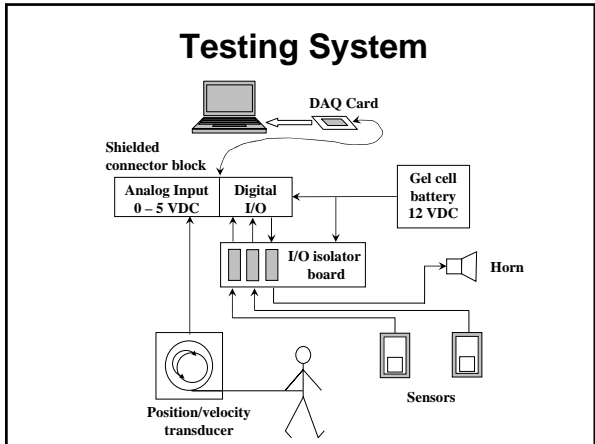 Testing System
DAQ Card
Shielded
connector block
Analog Input
0 – 5 VDC
Digital
I/O
Gel cell
battery
12 VDC
I/O isolator
board
Horn
Sensors
Position/velocity
transducer